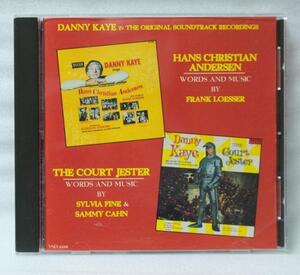 DANNY KAYE IN THE ORIGINAL SOUNDTRACK RECORDINGS
HANS CHRISTIAN
ANDERSEN
WORDS AND MUSIC
BY
FRANK LOESSER
DANNY KAYE
Hans Christian Andersen
THE COURT JESTER
WORDS AND MUSIC
BY
SYLVIA FINE &
SAMMY CAHN
Danny
Kaye
The
Court
Jester